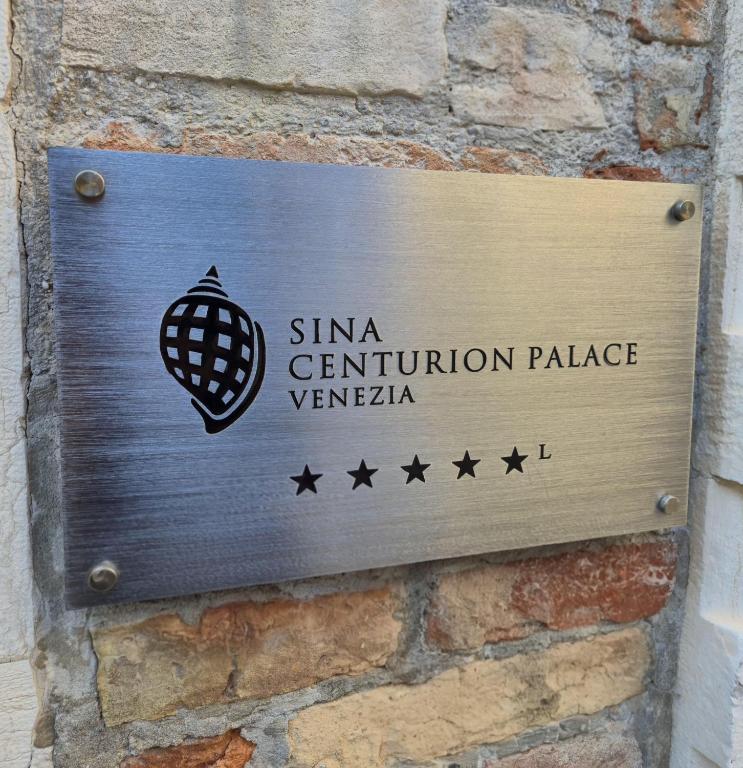 SINA
CENTURION PALACE
VENEZIA
★★★★★ L